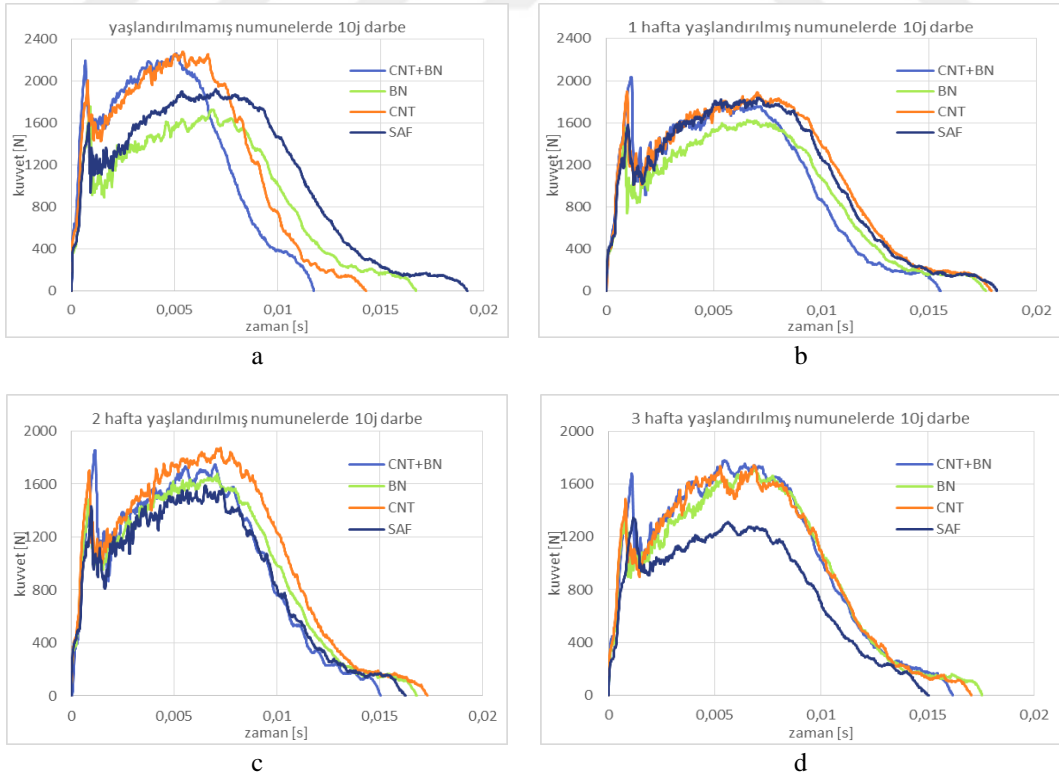 yaşlandırılmamış numunelerde 10j darbe
2400
2000
1600
1200
800
400
0
kuvvet [N]
CNT+BN
BN
CNT
SAF
0 0,005 0,01 0,015 0,02
zaman [s]
a
1 hafta yaşlandırılmış numunelerde 10j darbe
2400
2000
1600
1200
800
400
0
kuvvet [N]
CNT+BN
BN
CNT
SAF
0 0,005 0,01 0,015 0,02
zaman [s]
b
2 hafta yaşlandırılmış numunelerde 10j darbe
2000
1600
1200
800
400
0
kuvvet [N]
CNT+BN
BN
CNT
SAF
0 0,005 0,01 0,015 0,02
zaman [s]
c
3 hafta yaşlandırılmış numunelerde 10j darbe
2000
1600
1200
800
400
0
kuvvet [N]
CNT+BN
BN
CNT
SAF
0 0,005 0,01 0,015 0,02
zaman [s]
d